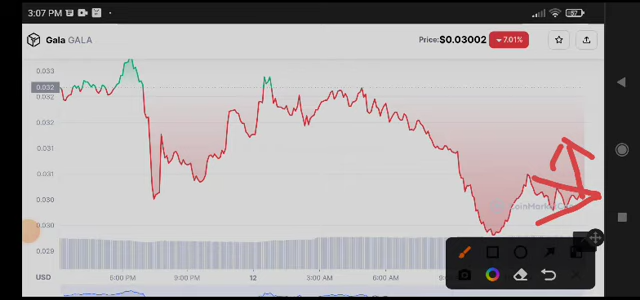 3:07 PM
57
Gala GALA
Price:$0.03002
7.01%
0.033
0.032
0.032
0.032
0.031
0.031
0.030
0.030
0.029
CoinMarketCap
USD
6:00 PM
9:00 PM
12
3:00 AM
6:00 AM